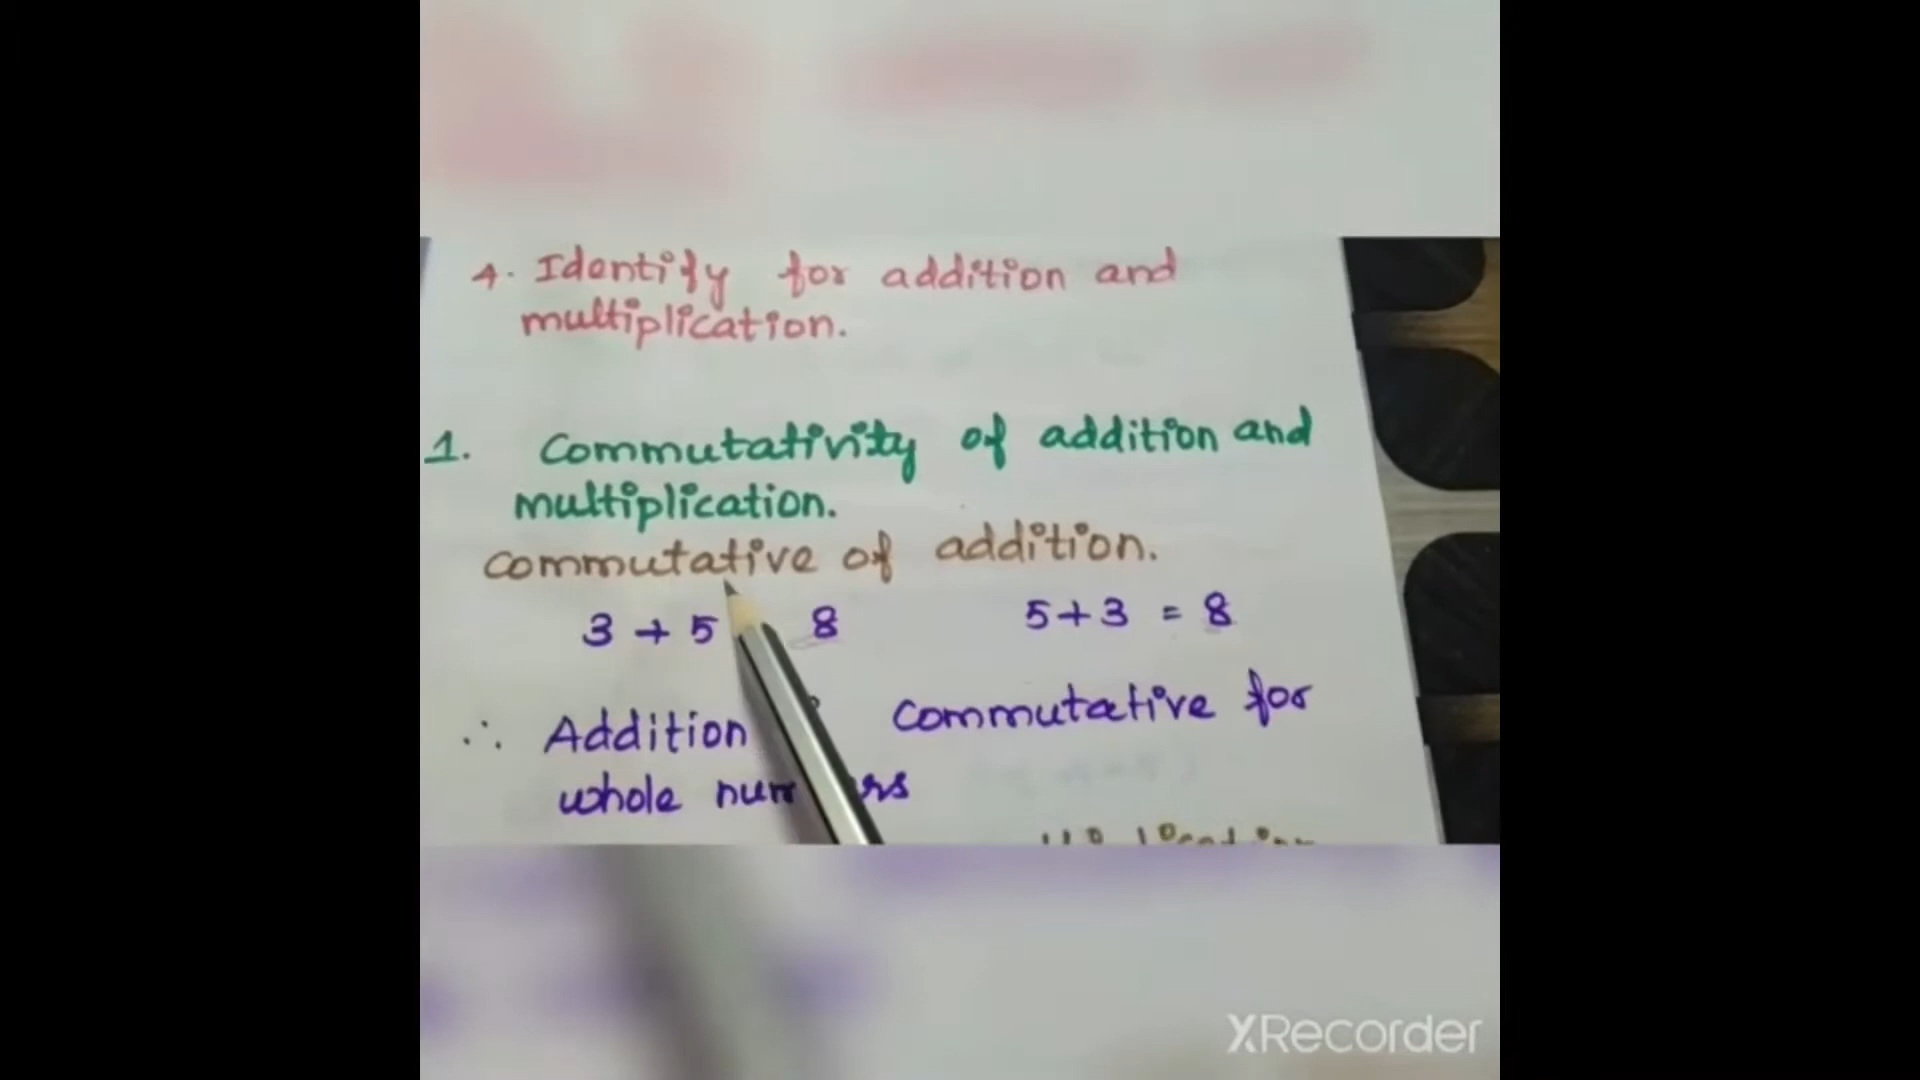 4. Identify for addition and
multiplication.
1. Commutativity of addition and
multiplication.
Commutative of addition.
3 + 5 8 5+3 = 8
∴ Addition commutative for
whole
XRecorder